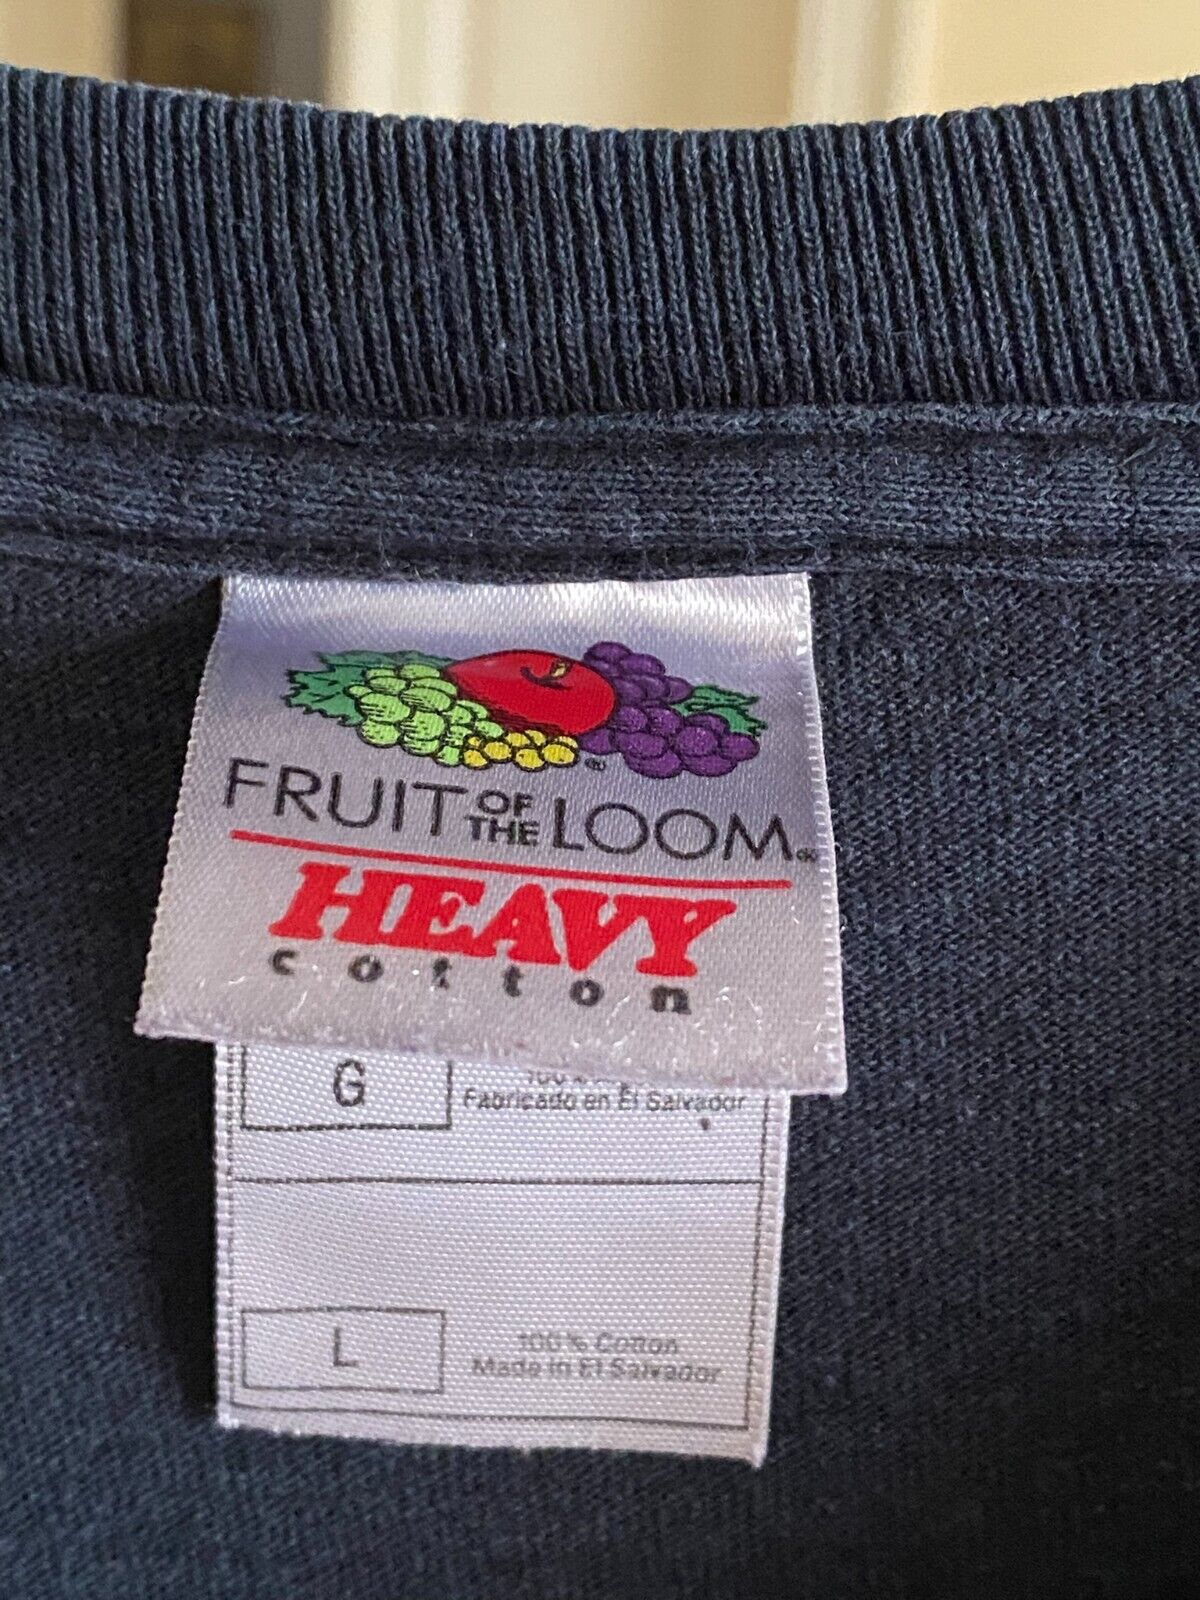 FRUIT OF THE LOOM®
HEAVY
cotton
G
Fabricado en El Salvador
L
100% Cotton
Made in El Salvador